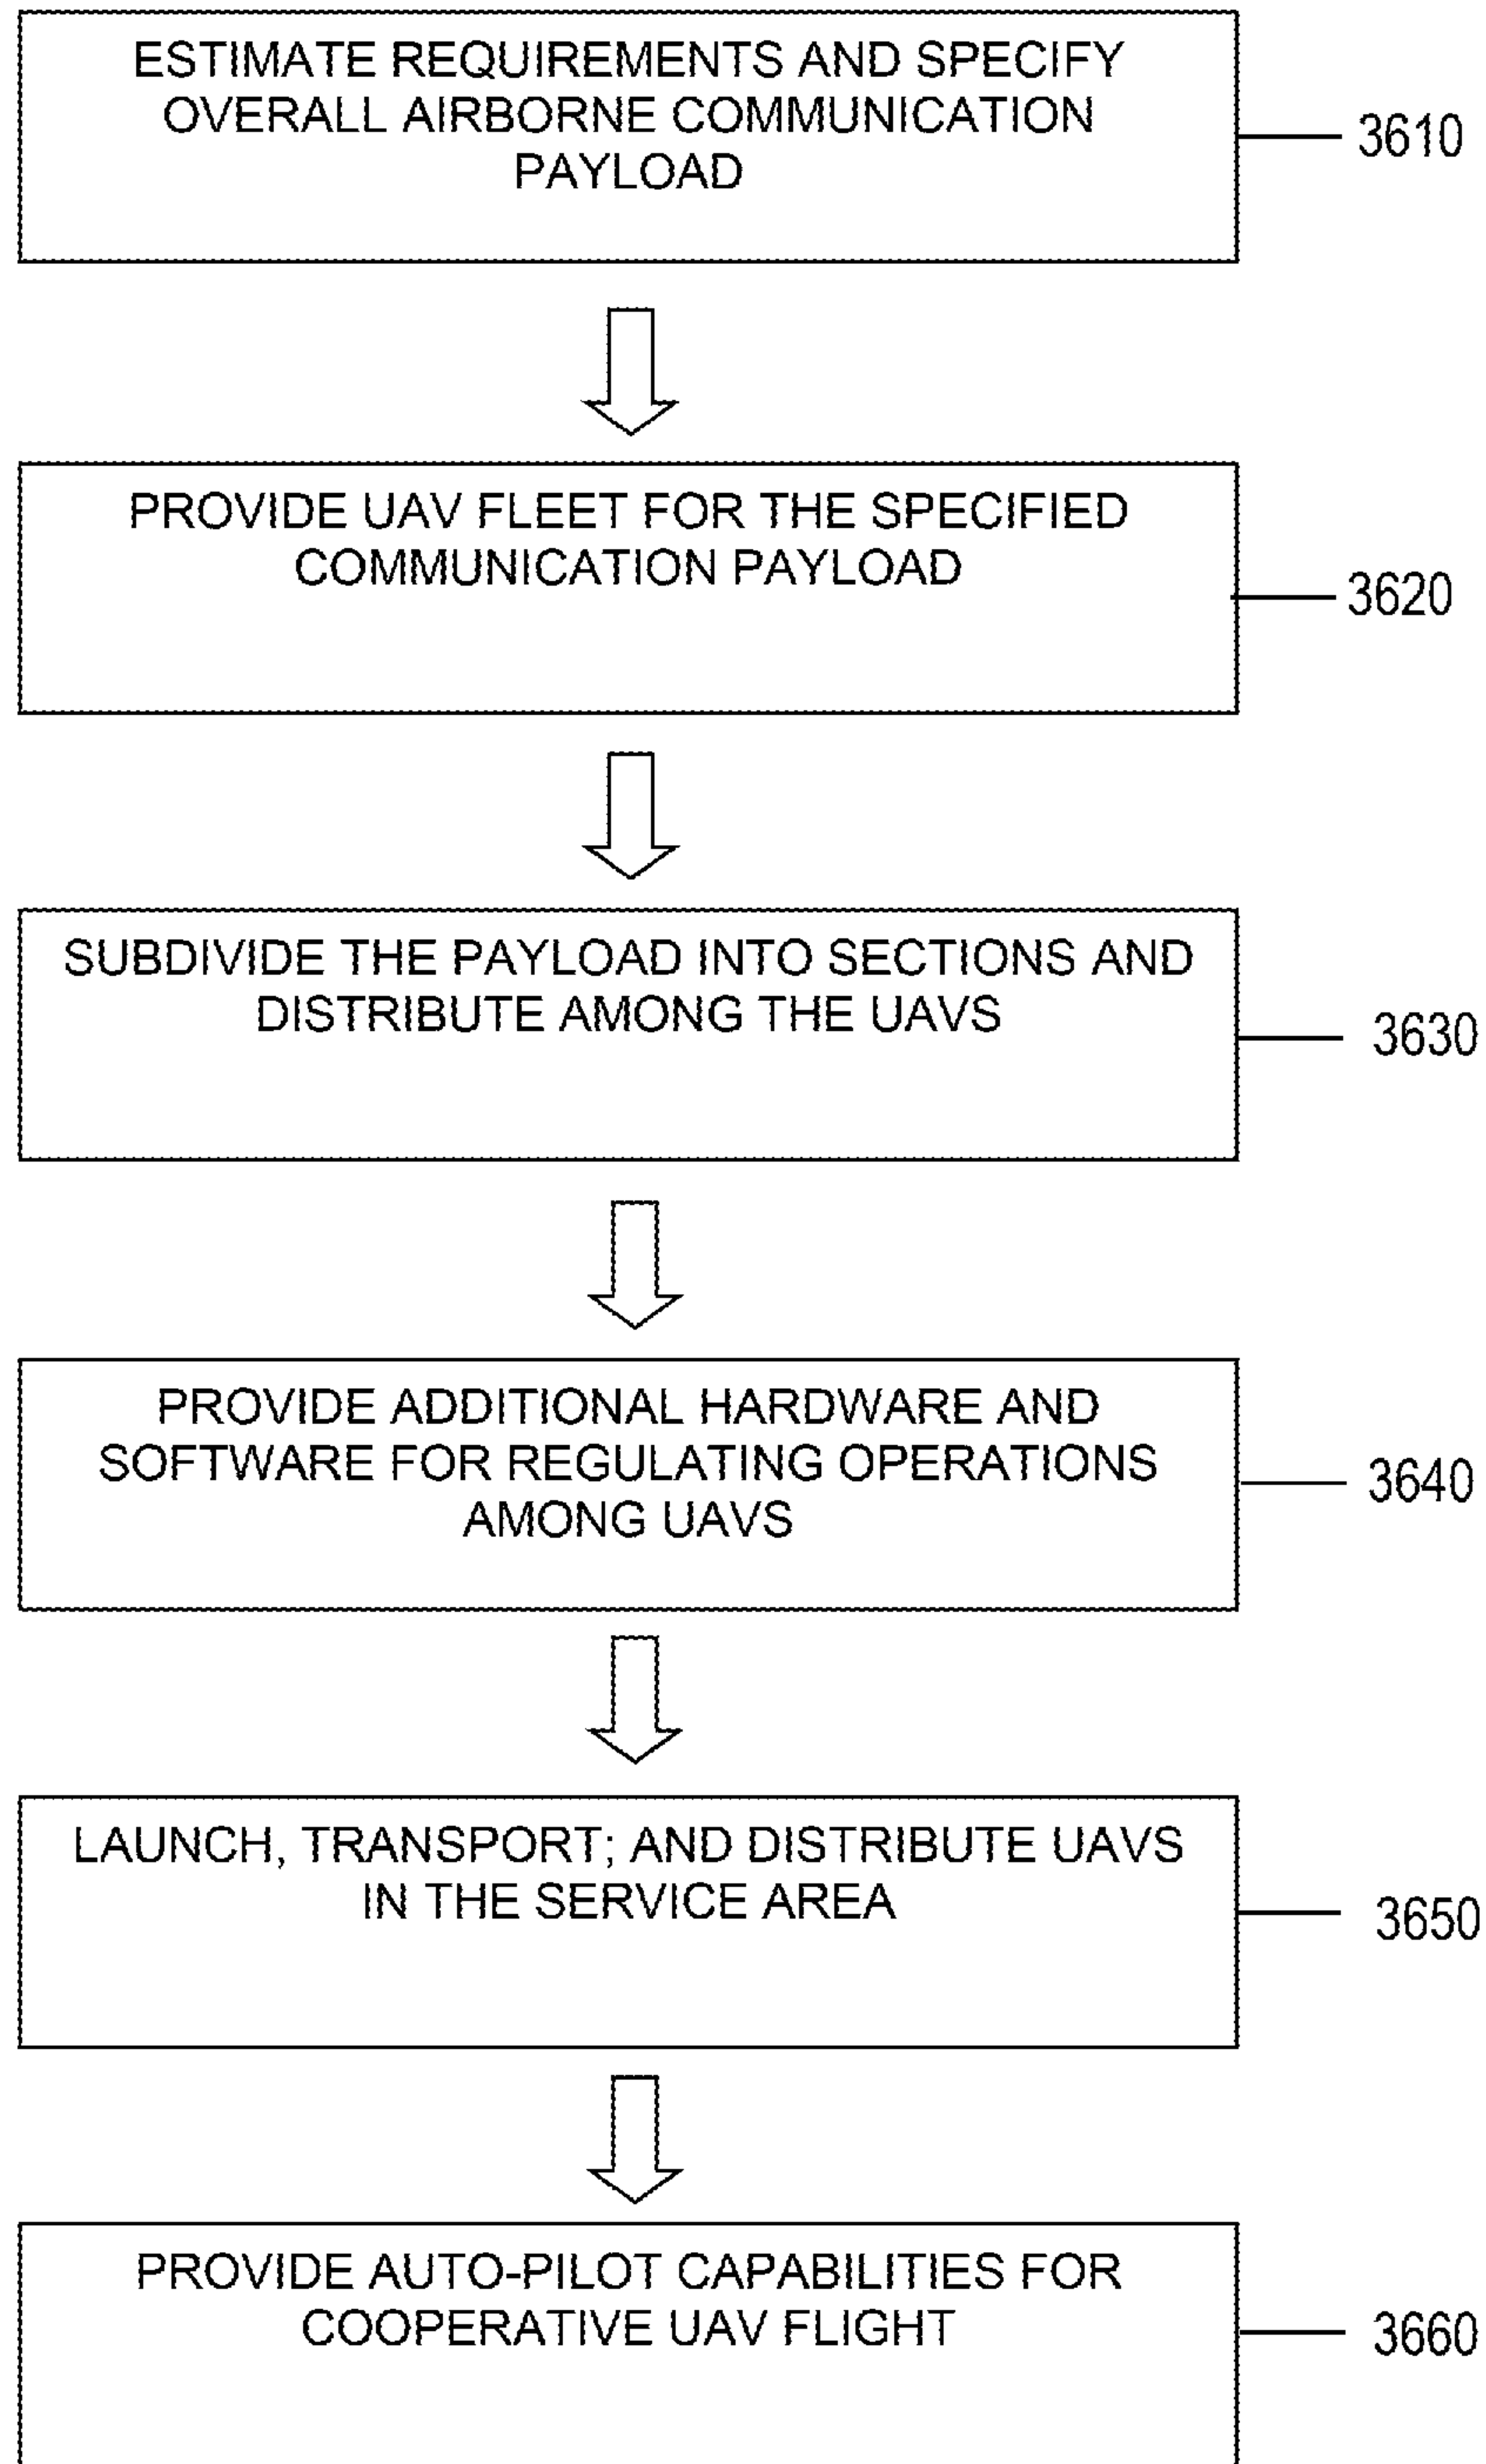 ESTIMATE REQUIREMENTS AND SPECIFY
OVERALL AIRBORNE COMMUNICATION
PAYLOAD
3610
PROVIDE UAV FLEET FOR THE SPECIFIED
COMMUNICATION PAYLOAD
3620
SUBDIVIDE THE PAYLOAD INTO SECTIONS AND
DISTRIBUTE AMONG THE UAVS
3630
PROVIDE ADDITIONAL HARDWARE AND
SOFTWARE FOR REGULATING OPERATIONS
AMONG UAVS
3640
LAUNCH, TRANSPORT; AND DISTRIBUTE UAVS
IN THE SERVICE AREA
3650
PROVIDE AUTO-PILOT CAPABILITIES FOR
COOPERATIVE UAV FLIGHT
3660